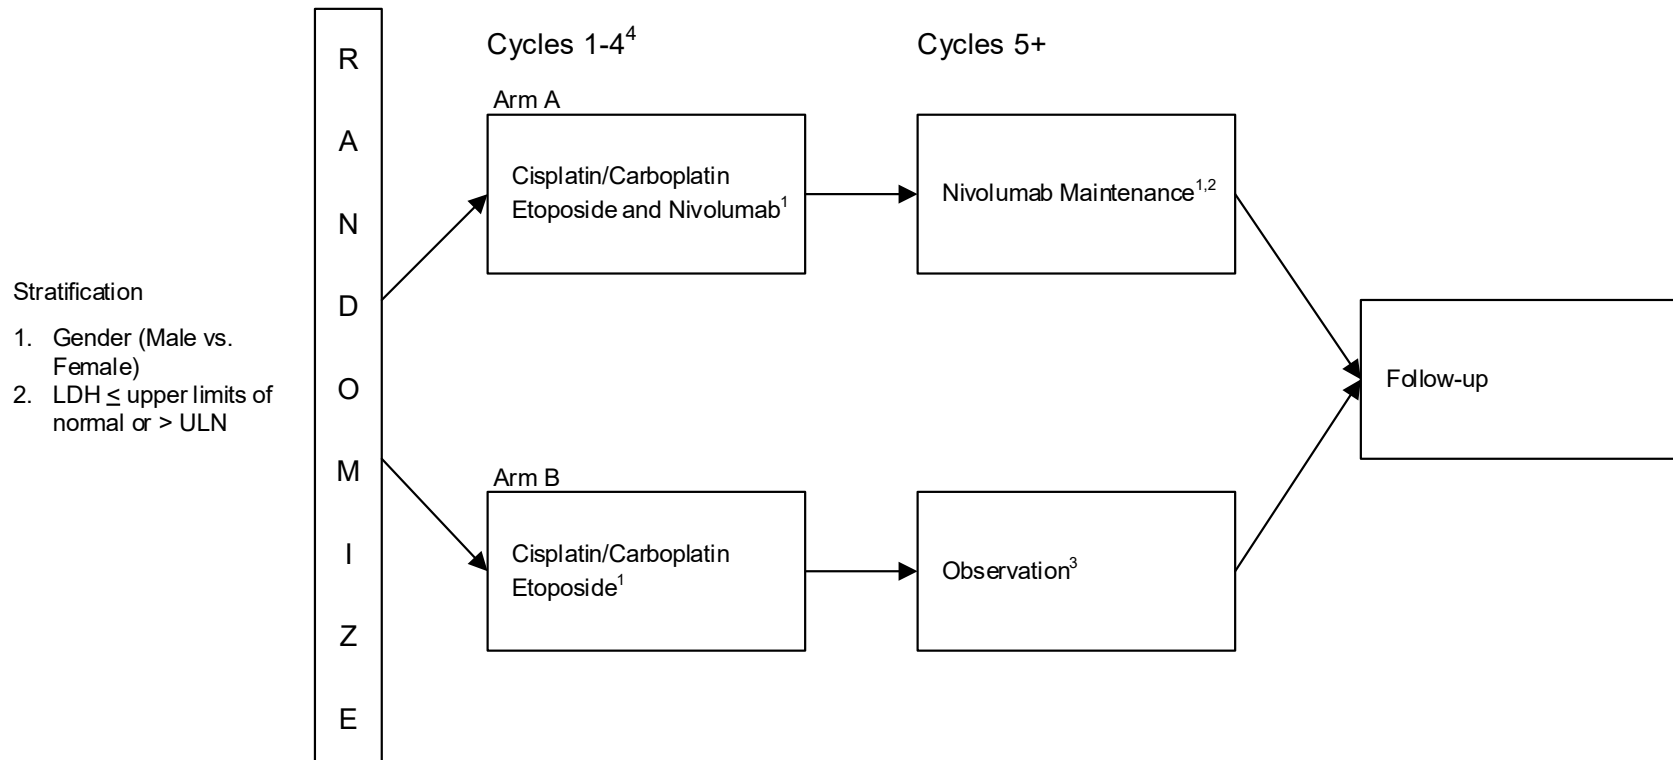 Stratification
1. Gender (Male vs.
Female)
2. LDH ≤ upper limits of
normal or > ULN
R
A
N
D
O
M
I
Z
E
Cycles 1-4⁴
Arm A
Cisplatin/Carboplatin
Etoposide and Nivolumab¹
Arm B
Cisplatin/Carboplatin
Etoposide¹
Cycles 5+
Nivolumab Maintenance¹,²
Observation³
Follow-up